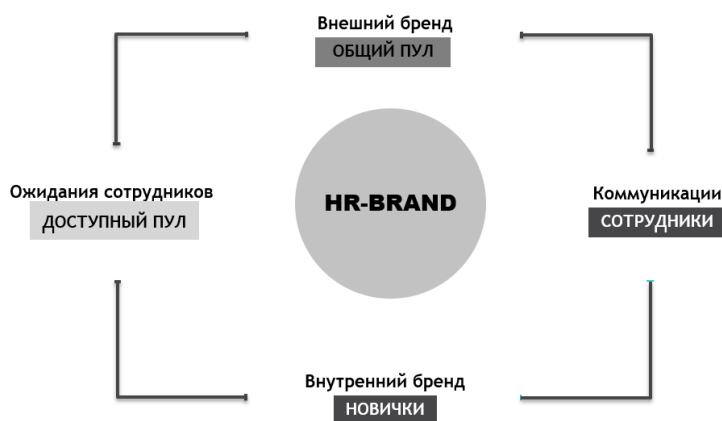 Внешний бренд
ОБЩИЙ ПУЛ
Ожидания сотрудников
ДОСТУПНЫЙ ПУЛ
HR-BRAND
Коммуникации
СОТРУДНИКИ
Внутренний бренд
НОВИЧКИ